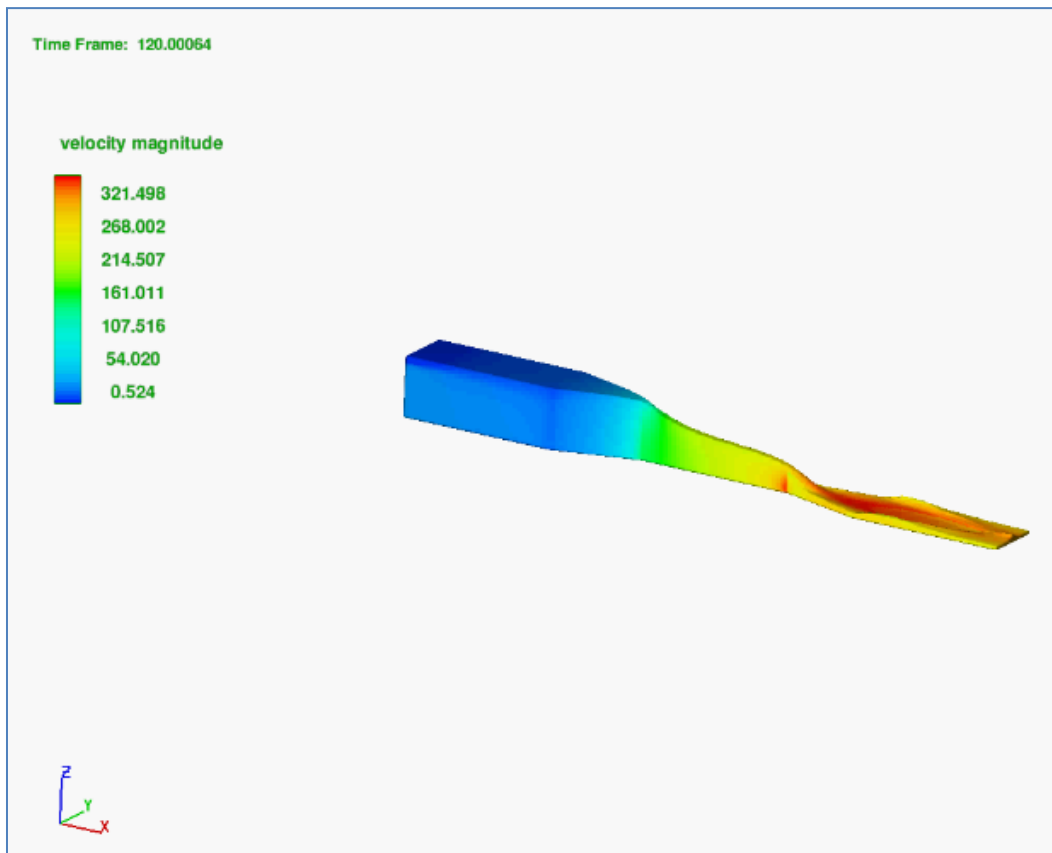 Time Frame: 120.00064
velocity magnitude
321.498
268.002
214.507
161.011
107.516
54.020
0.524
Z
Y
X